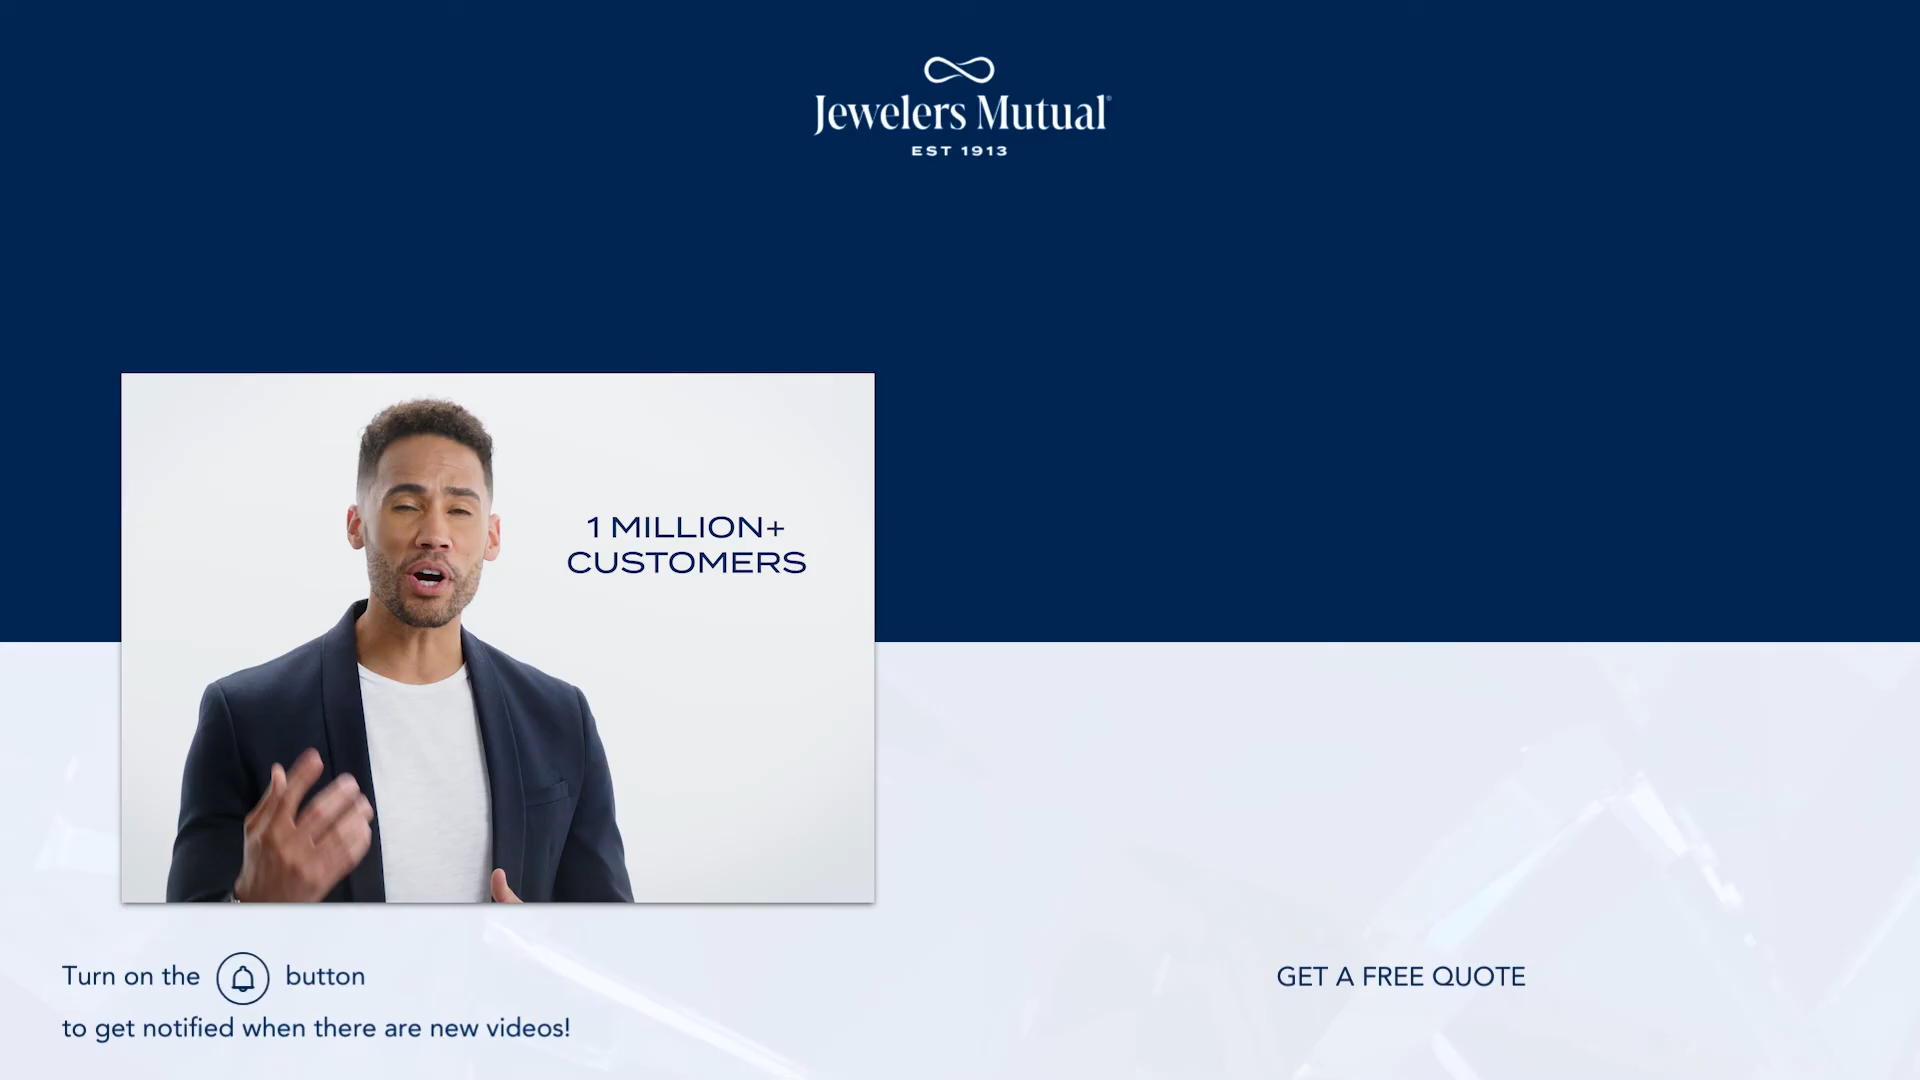 Jewelers Mutual®
EST 1913
1 MILLION+
CUSTOMERS
Turn on the button
to get notified when there are new videos!
GET A FREE QUOTE